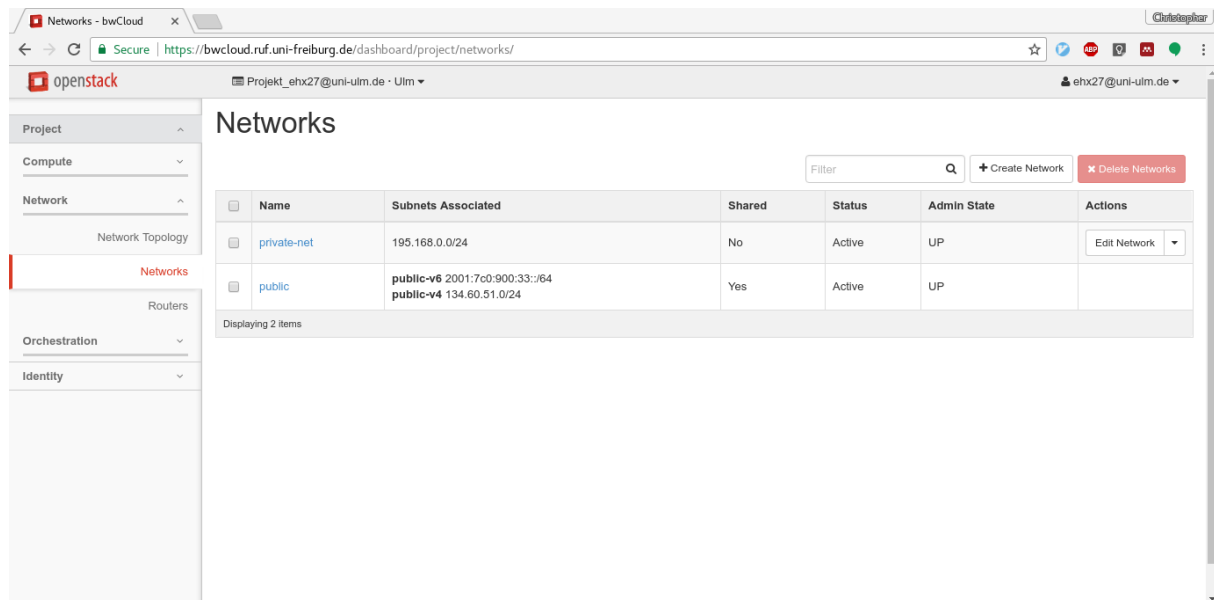 Networks - bwCloud
Christopher
Secure https://bwcloud.ruf.uni-freiburg.de/dashboard/project/networks/
ABP
openstack
Projekt_ehx27@uni-ulm.de · Ulm
ehx27@uni-ulm.de
Project
Compute
Network
Network Topology
Networks
Routers
Orchestration
Identity
Networks
Filter
+ Create Network
Delete Networks
Name Subnets Associated Shared Status Admin State Actions
private-net 195.168.0.0/24 No Active UP Edit Network
public public-v6 2001:7c0:900:33::/64 Yes Active UP
public-v4 134.60.51.0/24
Displaying 2 items